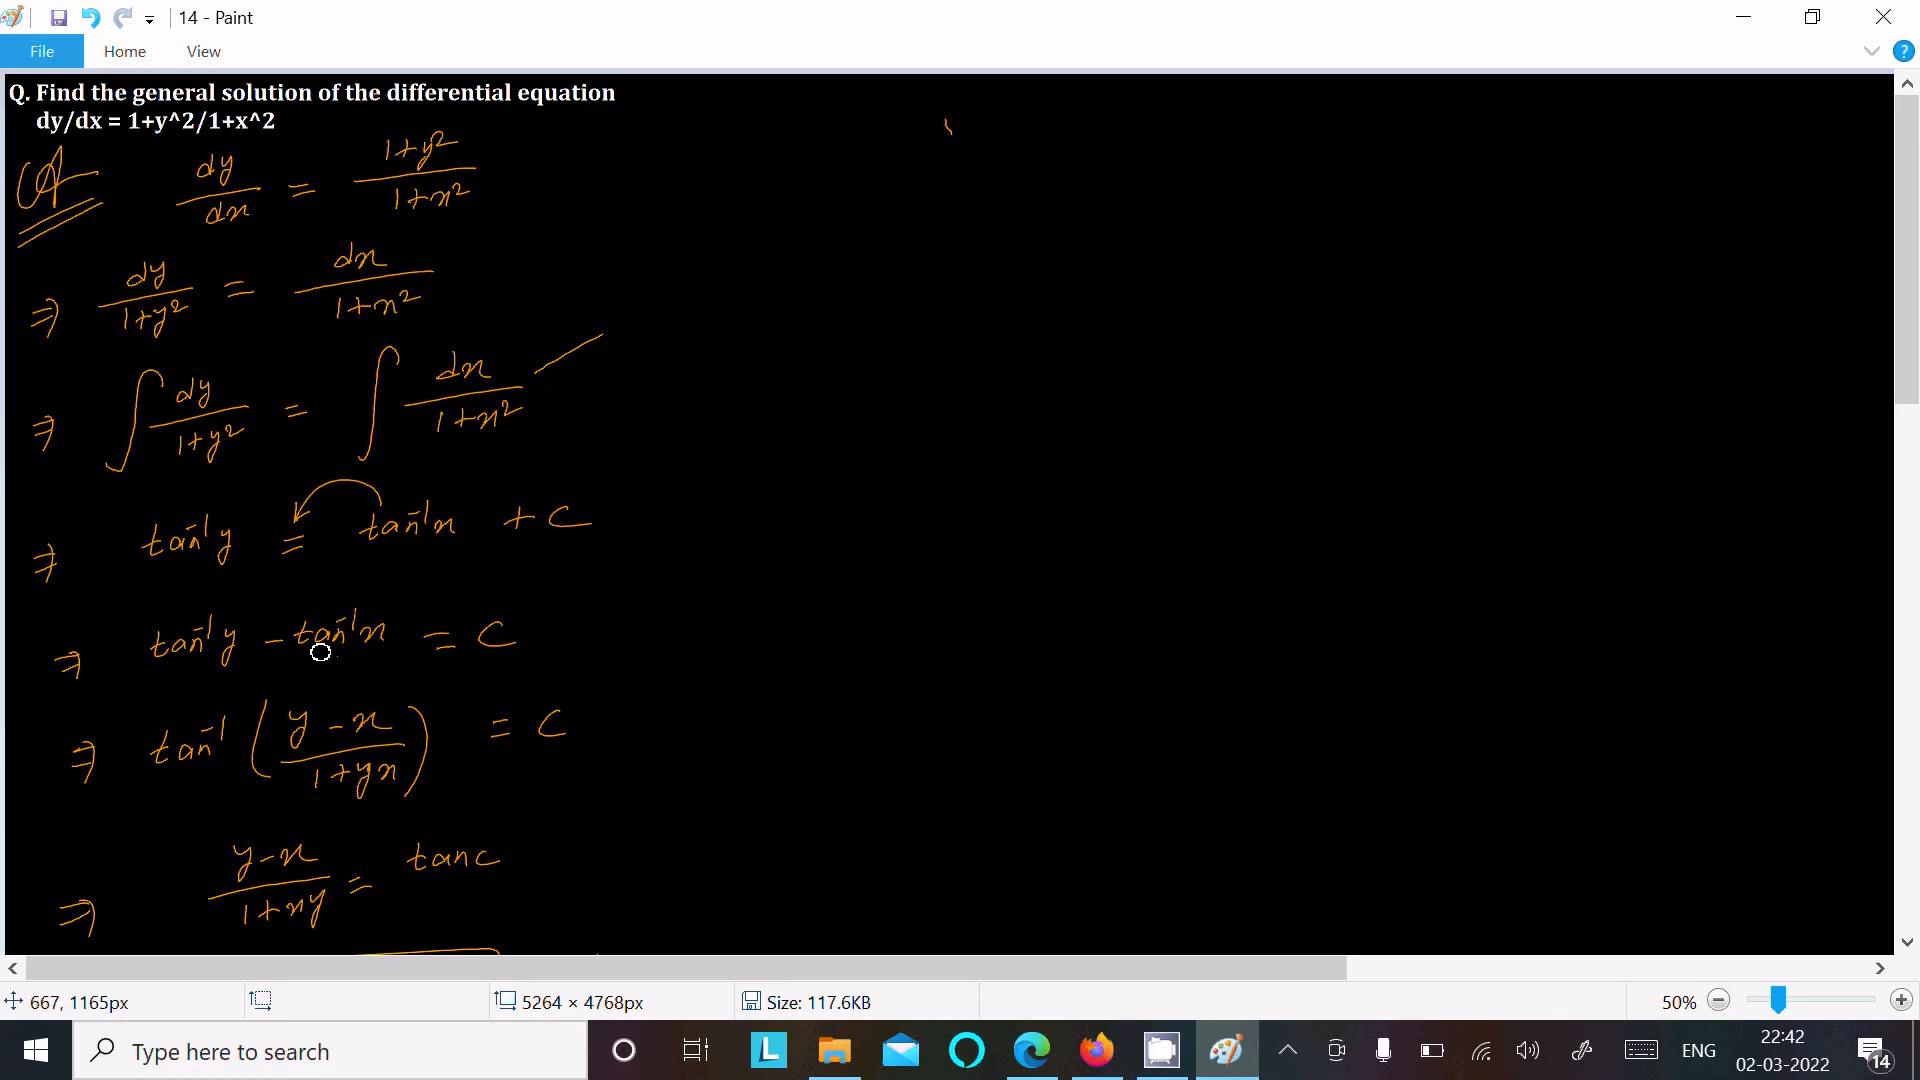 14 - Paint
File Home View
Q. Find the general solution of the differential equation
dy/dx = 1+y^2/1+x^2
A dy/dx = 1+y²/1+x²
⇒ dy/1+y² = dx/1+x²
⇒ ∫ dy/1+y² = ∫ dx/1+x²
⇒ tan⁻¹y = tan⁻¹x + C
⇒ tan⁻¹y - tan⁻¹x = C
⇒ tan⁻¹ (y-x/1+yx) = C
⇒ y-x/1+xy = tanc
667, 1165px 5264 × 4768px Size: 117.6KB 50%
Type here to search L ENG 22:42
02-03-2022 14